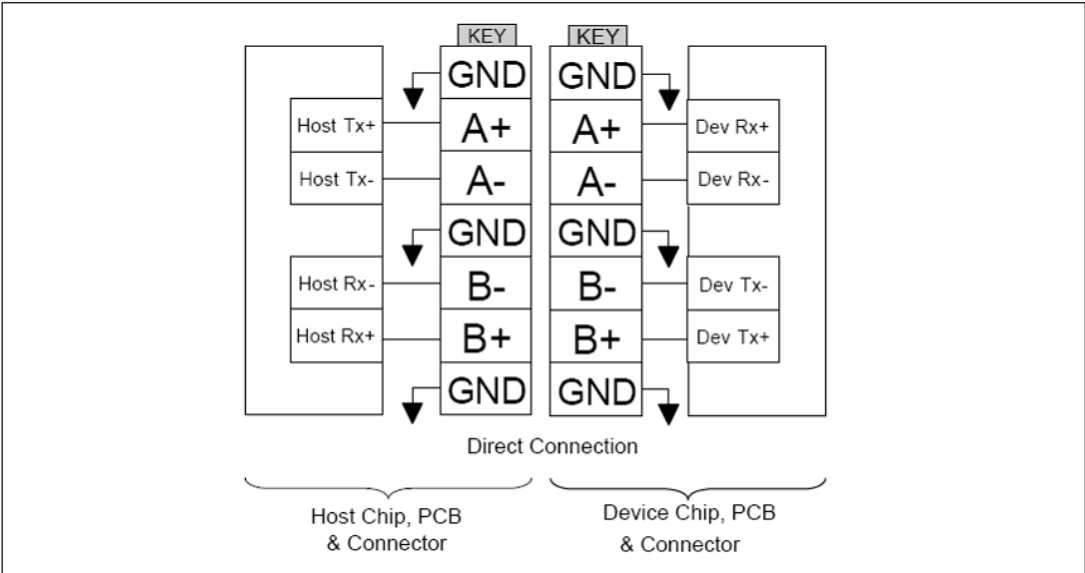 KEY KEY
GND GND
Host Tx+ A+ A+ Dev Rx+
Host Tx- A- A- Dev Rx-
GND GND
Host Rx- B- B- Dev Tx-
Host Rx+ B+ B+ Dev Tx+
GND GND
Direct Connection
Host Chip, PCB
& Connector
Device Chip, PCB
& Connector